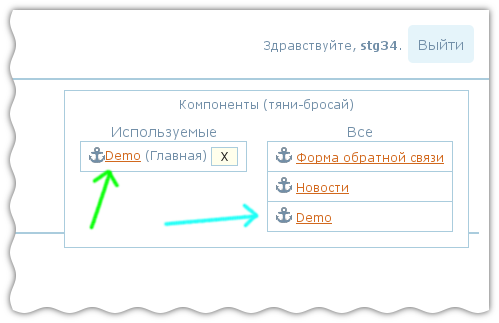 Здравствуйте, stg34. Выйти
Компоненты (тяни-бросай)
Используемые
Demo (Главная) X
Все
Форма обратной связи
Новости
Demo